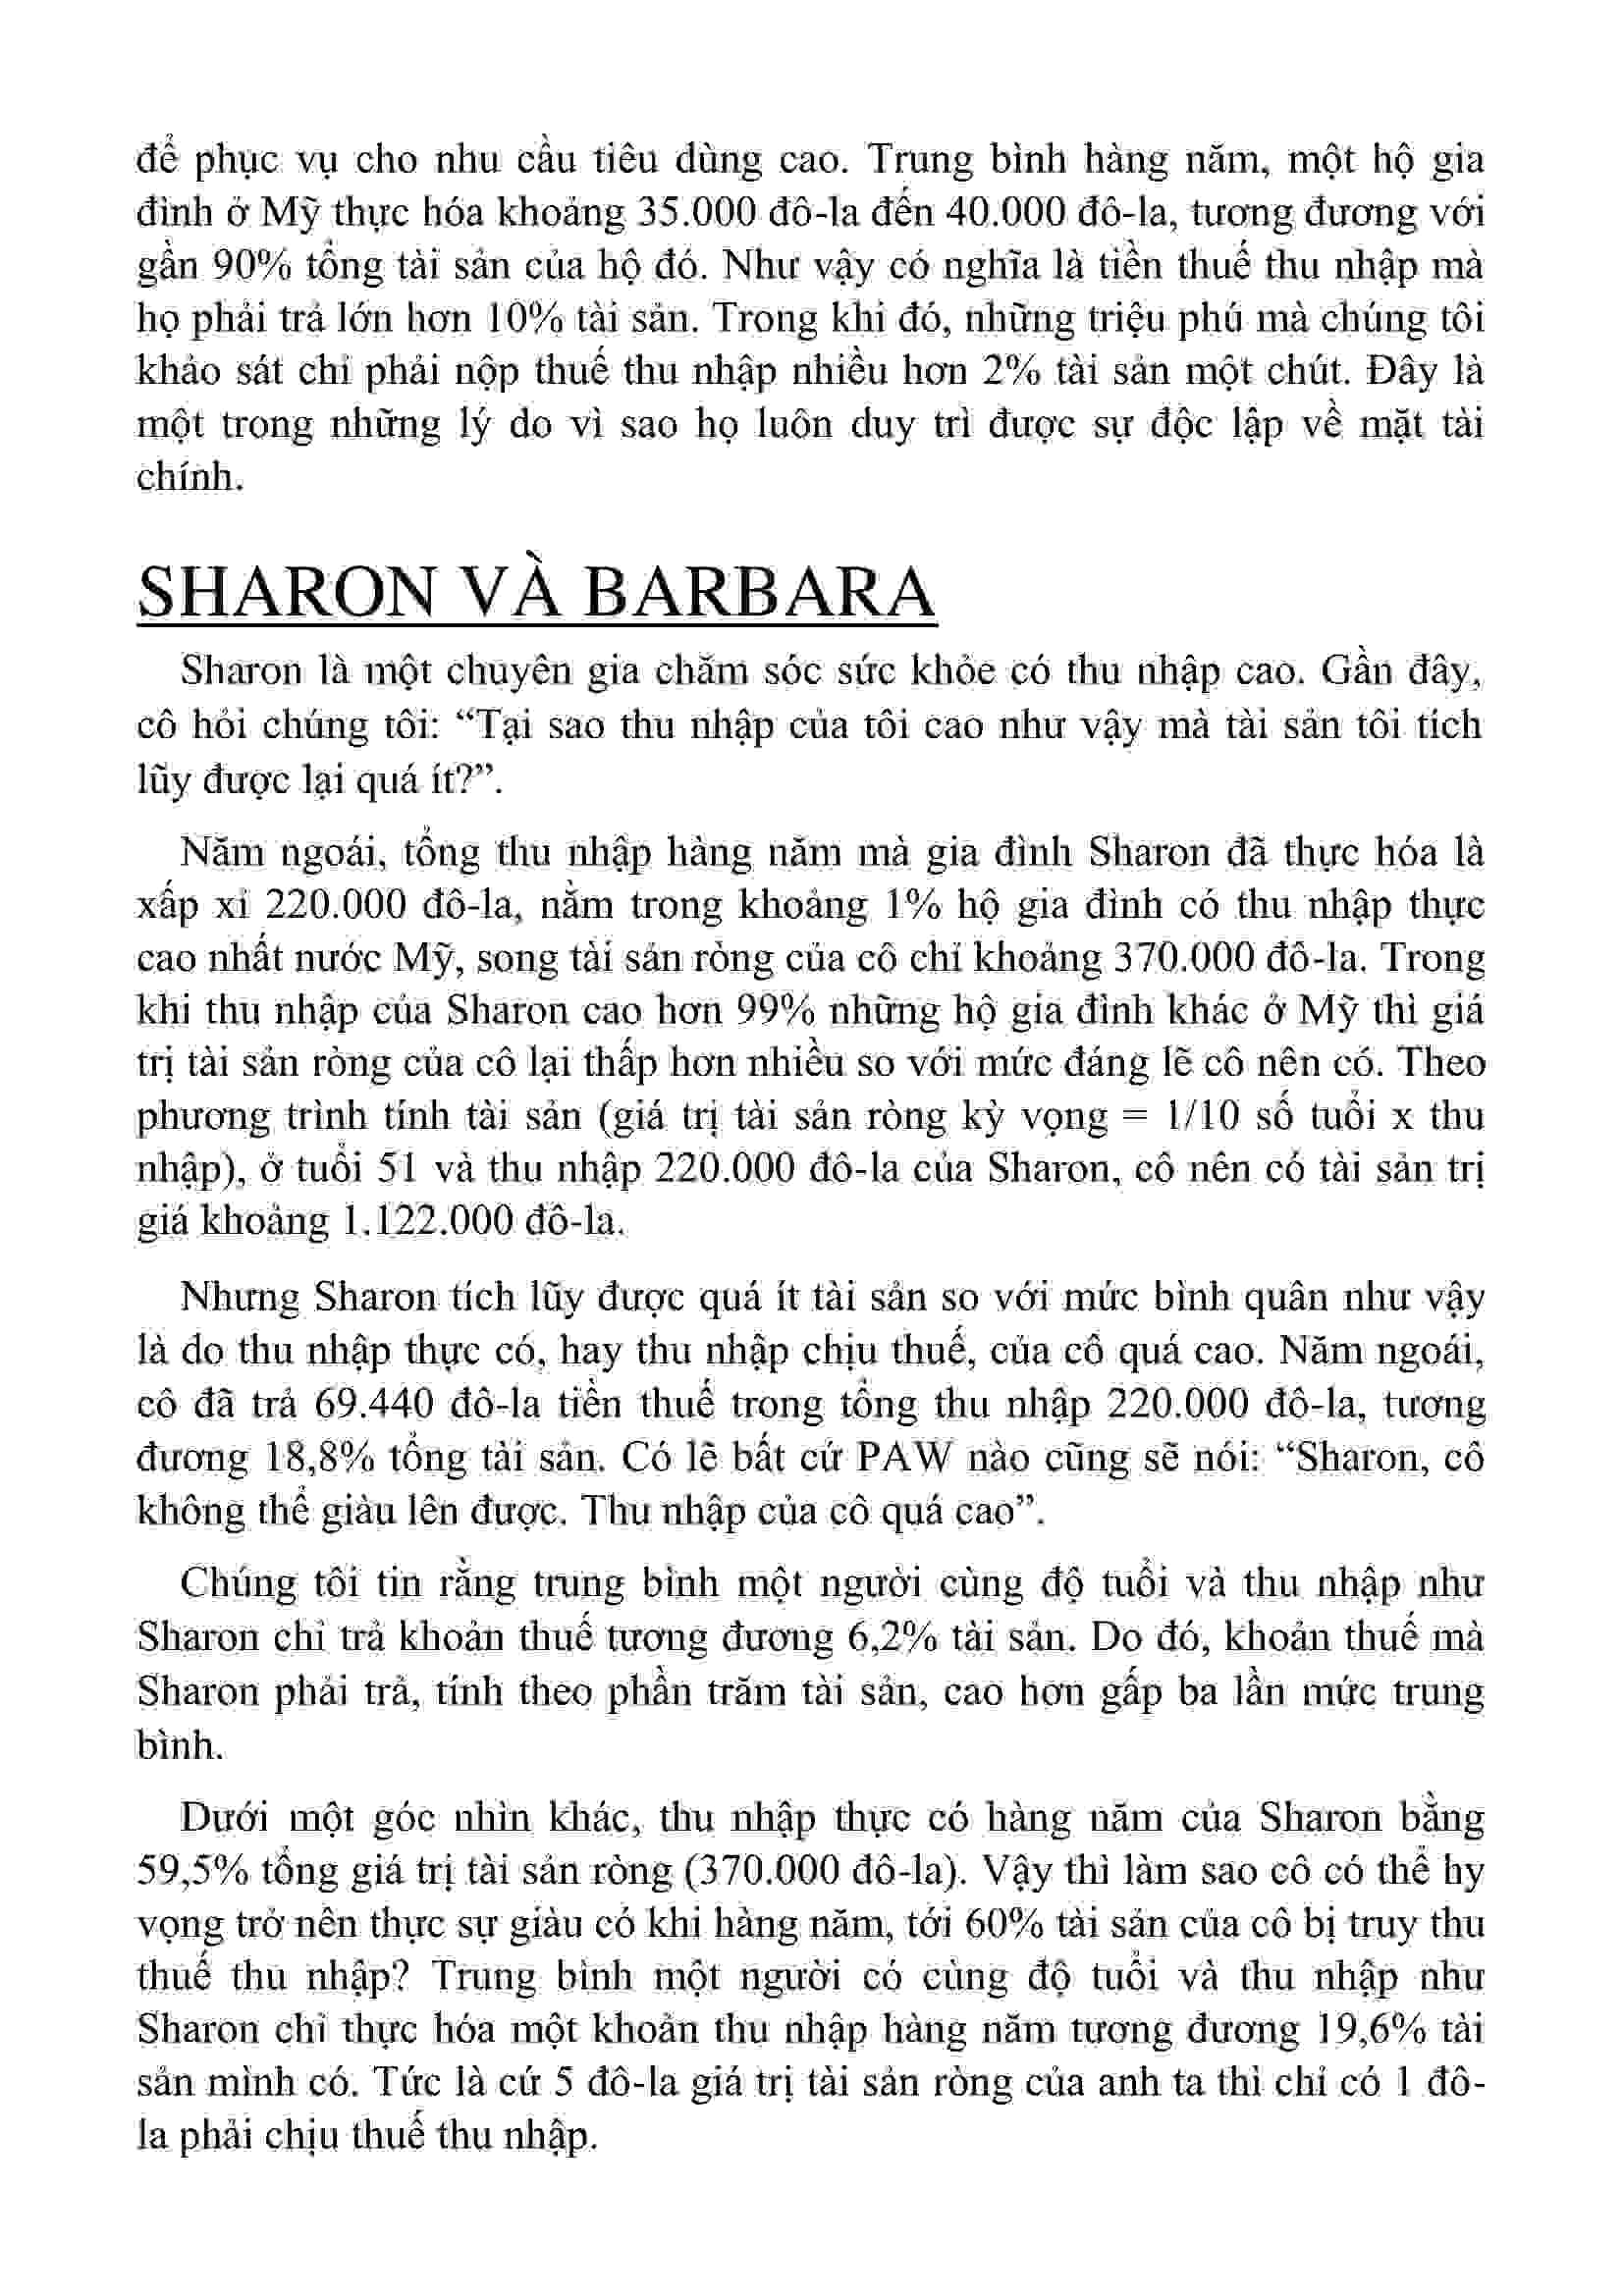 để phục vụ cho nhu cầu tiêu dùng cao. Trung bình hàng năm, một hộ gia
đình ở Mỹ thực hóa khoảng 35.000 đô-la đến 40.000 đô-la, tương đương với
gần 90% tổng tài sản của hộ đó. Như vậy có nghĩa là tiền thuế thu nhập mà
họ phải trả lớn hơn 10% tài sản. Trong khi đó, những triệu phú mà chúng tôi
khảo sát chỉ phải nộp thuế thu nhập nhiều hơn 2% tài sản một chút. Đây là
một trong những lý do vì sao họ luôn duy trì được sự độc lập về mặt tài
chính.
SHARON VÀ BARBARA
Sharon là một chuyên gia chăm sóc sức khỏe có thu nhập cao. Gần đây,
cô hỏi chúng tôi: “Tại sao thu nhập của tôi cao như vậy mà tài sản tôi tích
lũy được lại quá ít?”.
Năm ngoái, tổng thu nhập hàng năm mà gia đình Sharon đã thực hóa là
xấp xỉ 220.000 đô-la, nằm trong khoảng 1% hộ gia đình có thu nhập thực
cao nhất nước Mỹ, song tài sản ròng của cô chỉ khoảng 370.000 đô-la. Trong
khi thu nhập của Sharon cao hơn 99% những hộ gia đình khác ở Mỹ thì giá
trị tài sản ròng của cô lại thấp hơn nhiều so với mức đáng lẽ cô nên có. Theo
phương trình tính tài sản (giá trị tài sản ròng kỳ vọng = 1/10 số tuổi x thu
nhập), ở tuổi 51 và thu nhập 220.000 đô-la của Sharon, cô nên có tài sản trị
giá khoảng 1.122.000 đô-la.
Nhưng Sharon tích lũy được quá ít tài sản so với mức bình quân như vậy
là do thu nhập thực có, hay thu nhập chịu thuế, của cô quá cao. Năm ngoái,
cô đã trả 69.440 đô-la tiền thuế trong tổng thu nhập 220.000 đô-la, tương
đương 18,8% tổng tài sản. Có lẽ bất cứ PAW nào cũng sẽ nói: “Sharon, cô
không thể giàu lên được. Thu nhập của cô quá cao”.
Chúng tôi tin rằng trung bình một người cùng độ tuổi và thu nhập như
Sharon chỉ trả khoản thuế tương đương 6,2% tài sản. Do đó, khoản thuế mà
Sharon phải trả, tính theo phần trăm tài sản, cao hơn gấp ba lần mức trung
bình.
Dưới một góc nhìn khác, thu nhập thực có hàng năm của Sharon bằng
59,5% tổng giá trị tài sản ròng (370.000 đô-la). Vậy thì làm sao cô có thể hy
vọng trở nên thực sự giàu có khi hàng năm, tới 60% tài sản của cô bị truy thu
thuế thu nhập? Trung bình một người có cùng độ tuổi và thu nhập như
Sharon chỉ thực hóa một khoản thu nhập hàng năm tương đương 19,6% tài
sản mình có. Tức là cứ 5 đô-la giá trị tài sản ròng của anh ta thì chỉ có 1 đô-
la phải chịu thuế thu nhập.